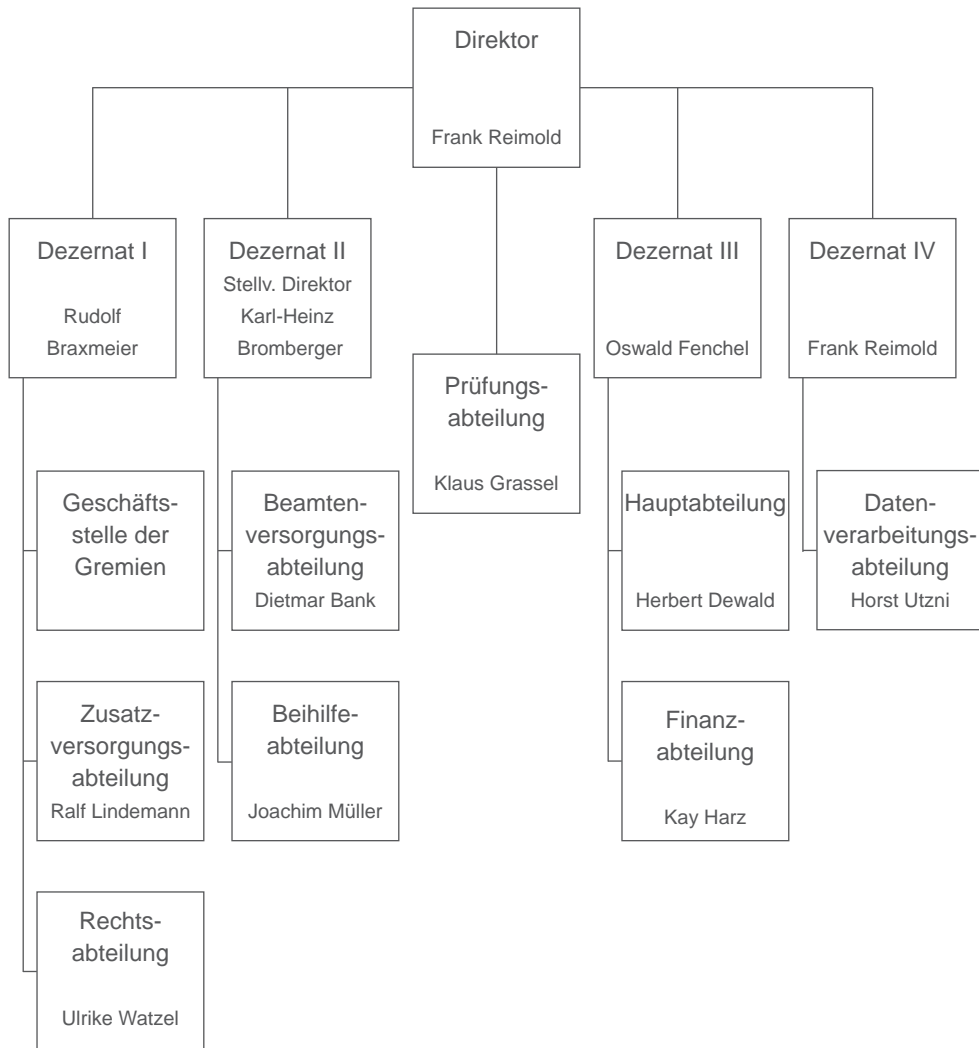 Direktor
Frank Reimold
Dezernat I
Rudolf
Braxmeier
Dezernat II
Stellv. Direktor
Karl-Heinz
Bromberger
Dezernat III
Oswald Fenchel
Dezernat IV
Frank Reimold
Prüfungs-
abteilung
Klaus Grassel
Geschäfts-
stelle der
Gremien
Beamten-
versorgungs-
abteilung
Dietmar Bank
Hauptabteilung
Herbert Dewald
Daten-
verarbeitungs-
abteilung
Horst Utzni
Zusatz-
versorgungs-
abteilung
Ralf Lindemann
Beihilfe-
abteilung
Joachim Müller
Finanz-
abteilung
Kay Harz
Rechts-
abteilung
Ulrike Watzel